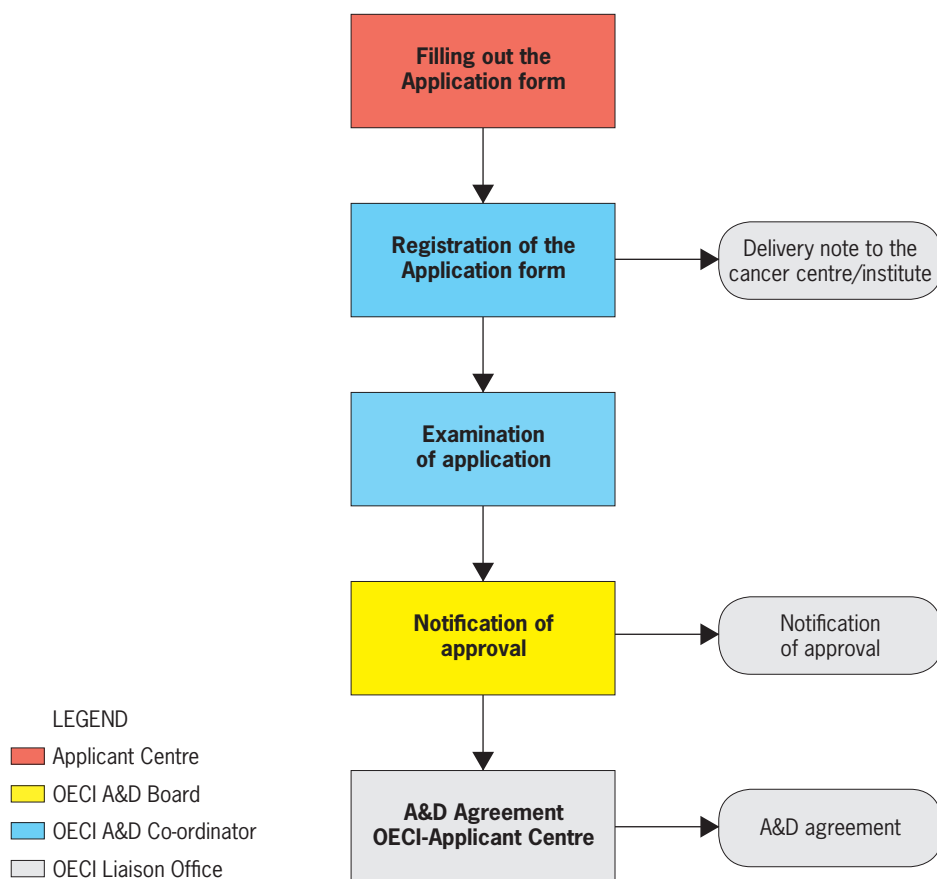 Filling out the
Application form
Registration of the
Application form
Delivery note to the
cancer centre/institute
Examination
of application
Notification of
approval
Notification
of approval
LEGEND
Applicant Centre
OECI A&D Board
OECI A&D Co-ordinator
OECI Liaison Office
A&D Agreement
OECI-Applicant Centre
A&D agreement